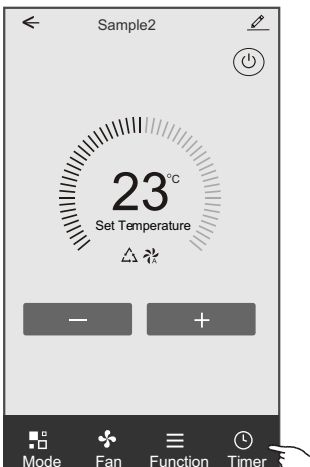 Sample2
23°C
Set Temperature
A
Mode Fan Function Timer